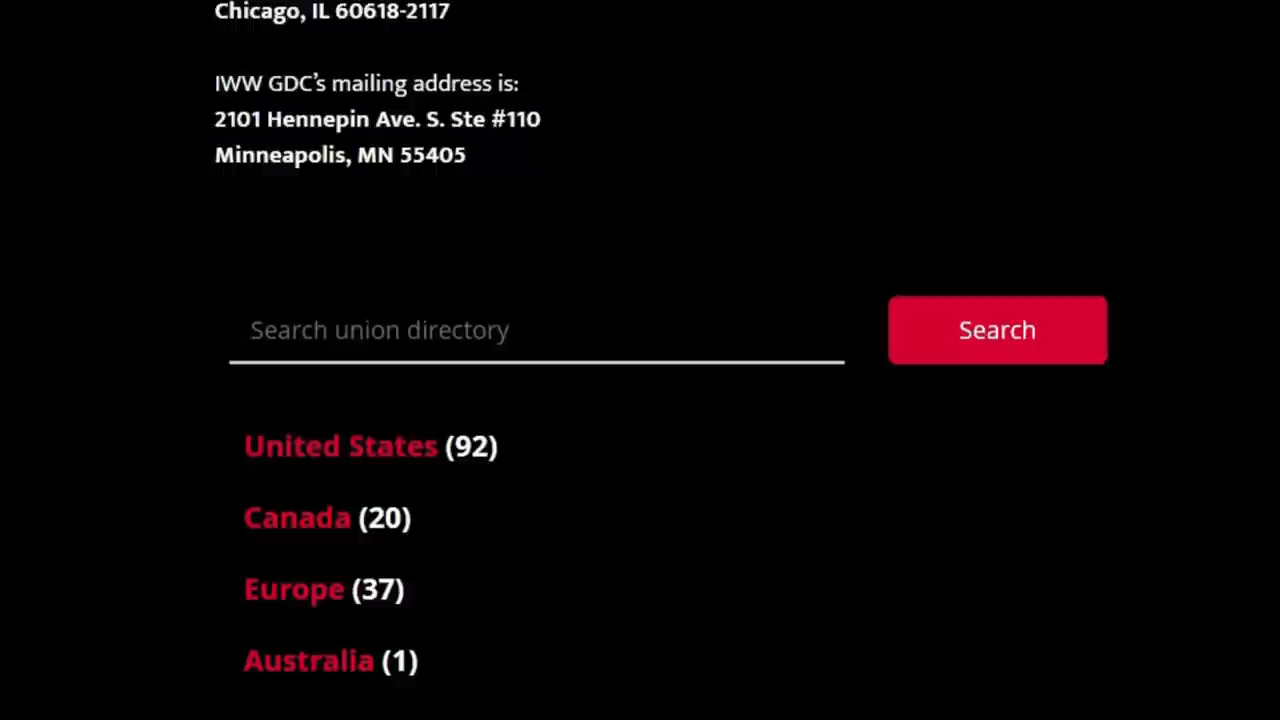 Chicago, IL 60618-2117
IWW GDC’s mailing address is:
2101 Hennepin Ave. S. Ste #110
Minneapolis, MN 55405
Search union directory
Search
United States (92)
Canada (20)
Europe (37)
Australia (1)